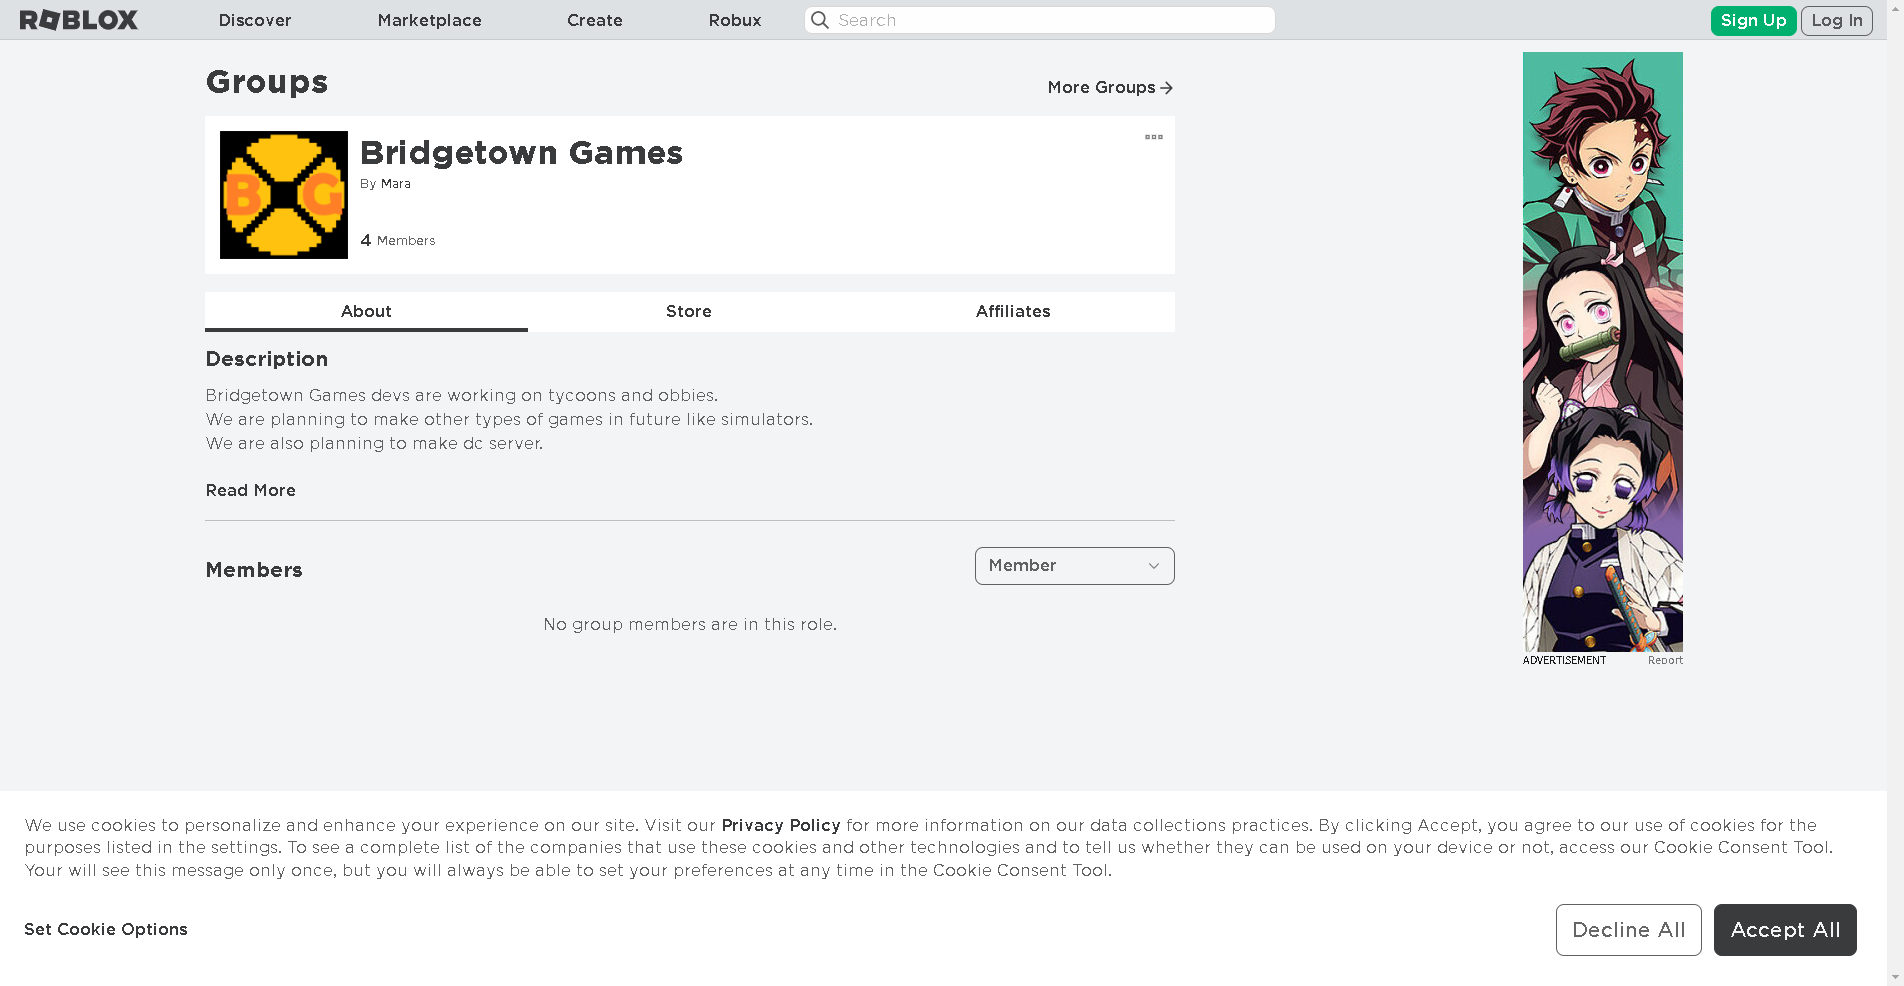 ROBLOX
Discover
Marketplace
Create
Robux
Search
Sign Up
Log In
Groups
More Groups
B G
Bridgetown Games
By Mara
4 Members
About
Store
Affiliates
Description
Bridgetown Games devs are working on tycoons and obbies.
We are planning to make other types of games in future like simulators.
We are also planning to make dc server.
Read More
Members
Member
No group members are in this role.
ADVERTISEMENT
Report
We use cookies to personalize and enhance your experience on our site. Visit our Privacy Policy for more information on our data collections practices. By clicking Accept, you agree to our use of cookies for the
purposes listed in the settings. To see a complete list of the companies that use these cookies and other technologies and to tell us whether they can be used on your device or not, access our Cookie Consent Tool.
Your will see this message only once, but you will always be able to set your preferences at any time in the Cookie Consent Tool.
Set Cookie Options
Decline All
Accept All